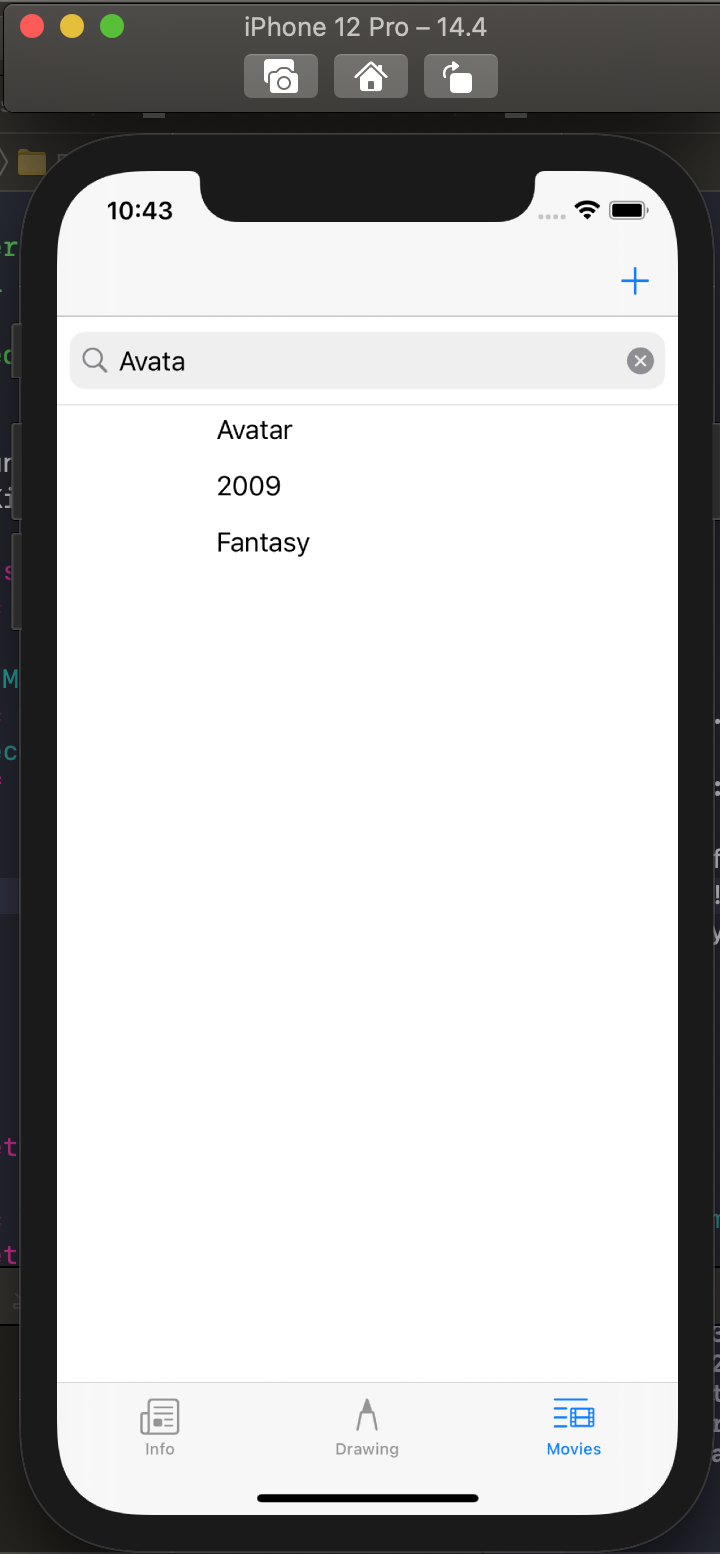 iPhone 12 Pro – 14.4
10:43
Avata
Avatar
2009
Fantasy
Info
Drawing
Movies